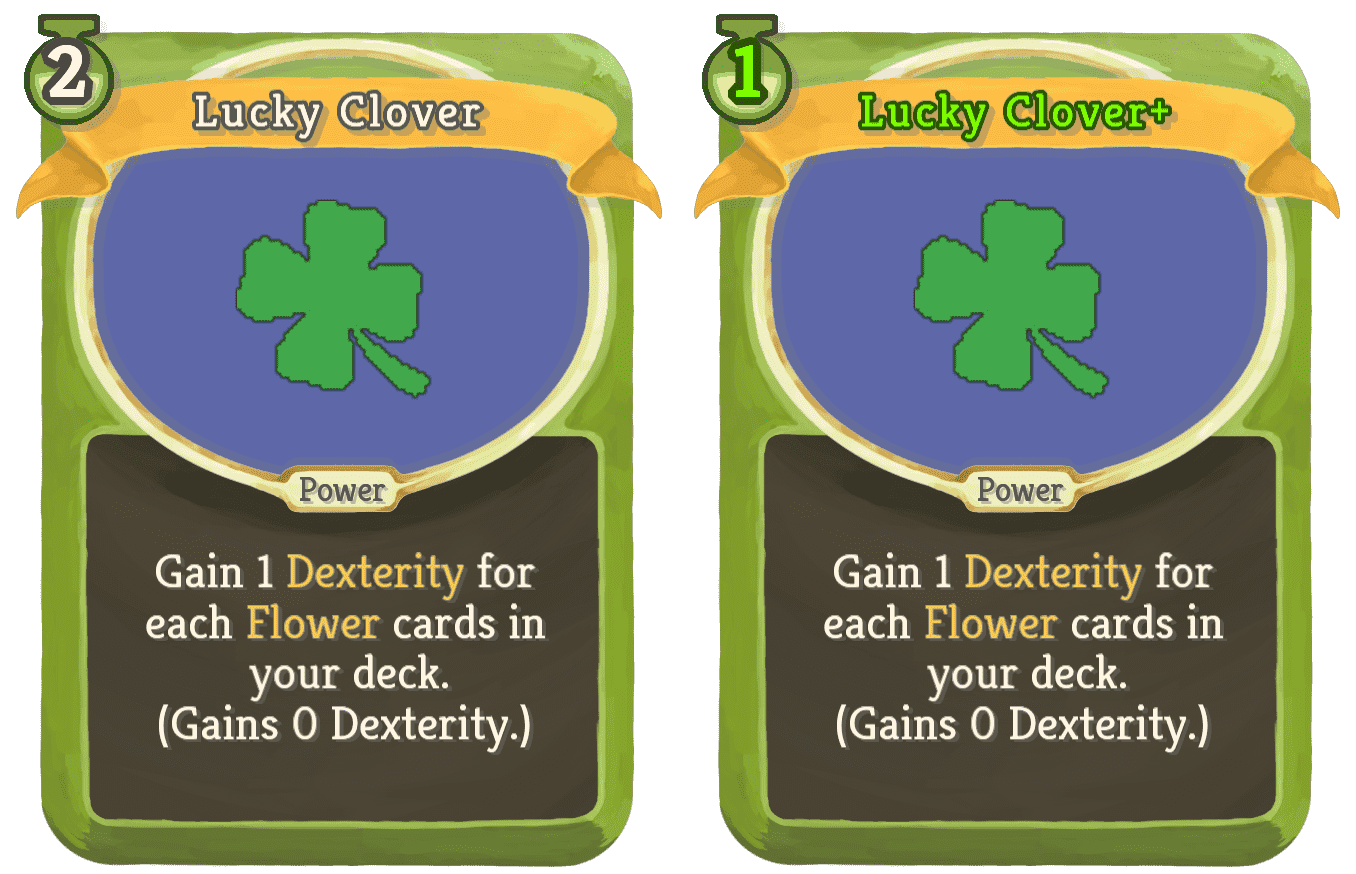 2
Lucky Clover
Power
Gain 1 Dexterity for
each Flower cards in
your deck.
(Gains 0 Dexterity.)
1
Lucky Clover+
Power
Gain 1 Dexterity for
each Flower cards in
your deck.
(Gains 0 Dexterity.)